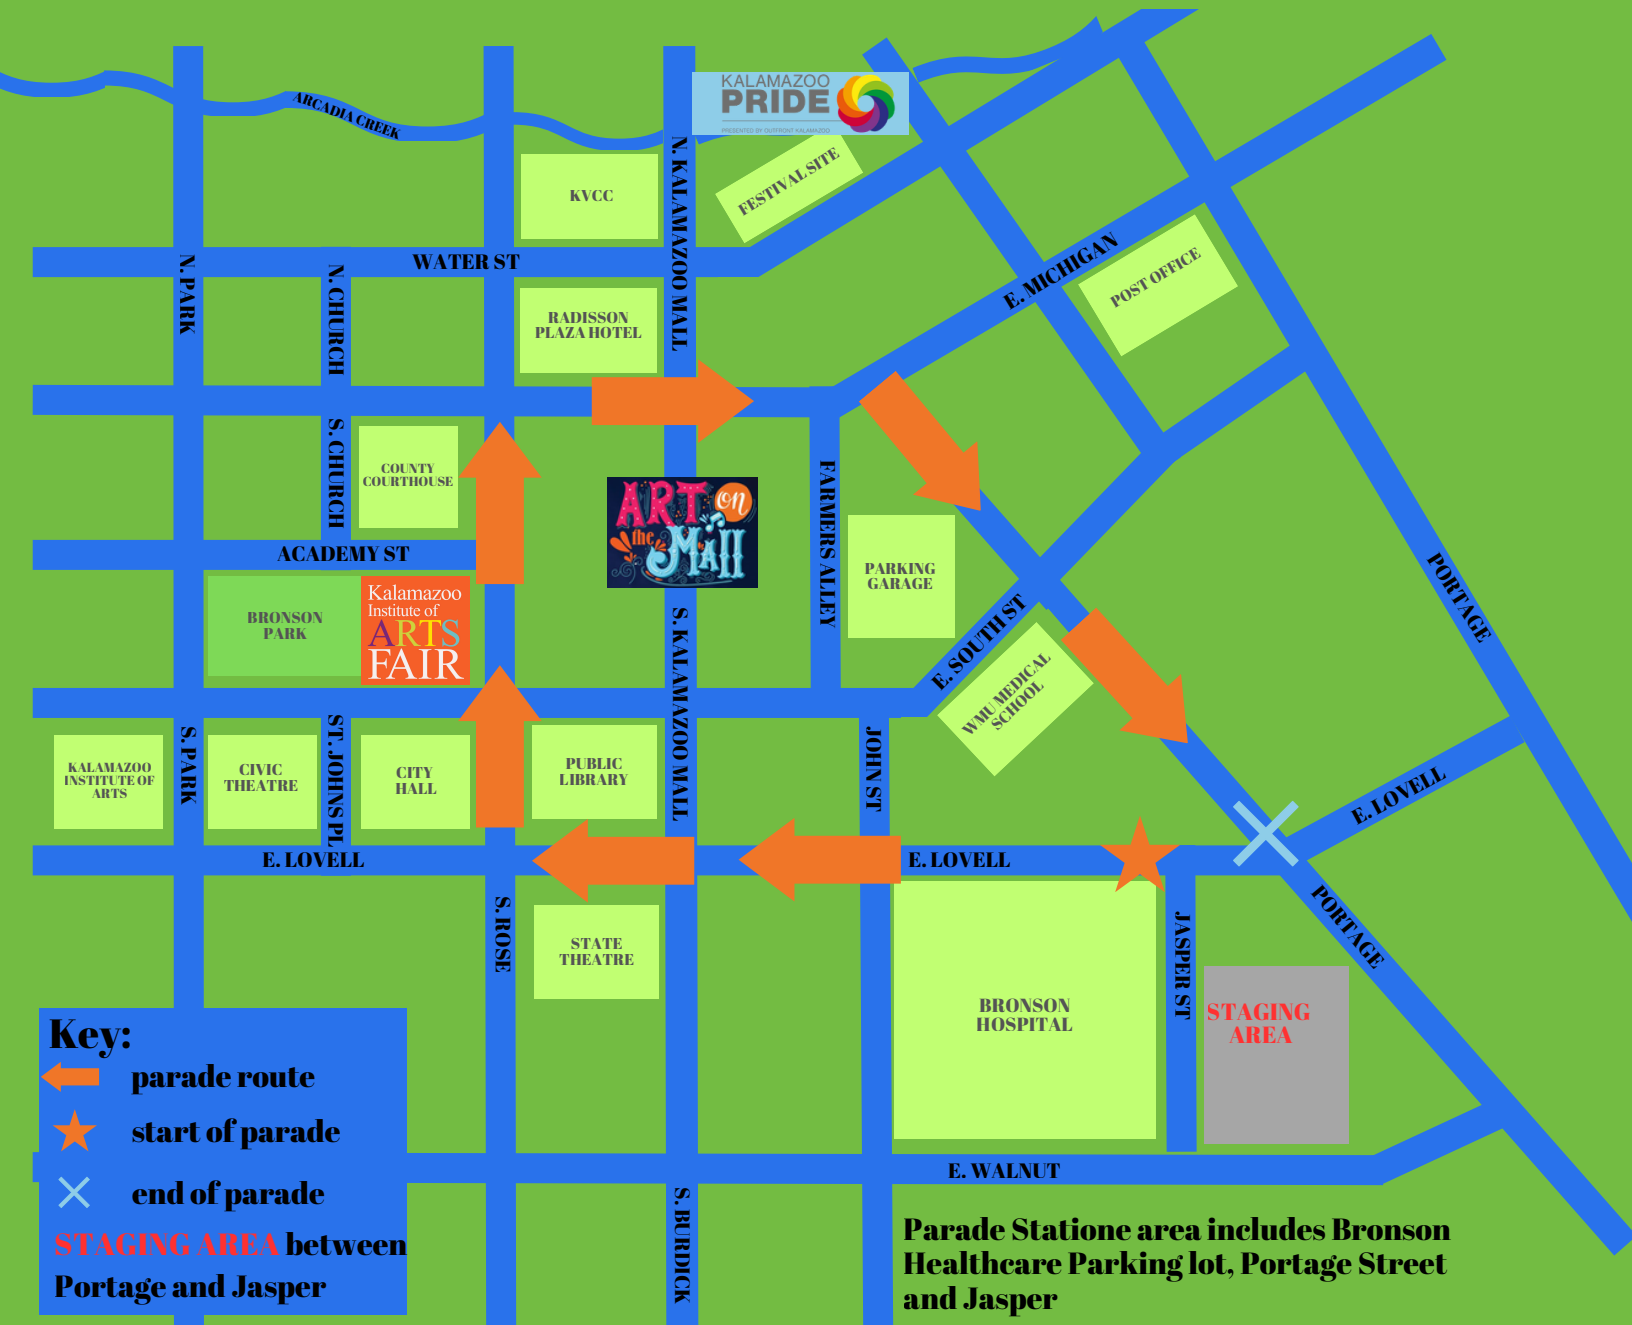 KALAMAZOO
PRIDE
PRESENTED BY OUTFRONT KALAMAZOO
ARCADIA CREEK
KVCC
N. KALAMAZOO MALL
FESTIVAL SITE
WATER ST
N. PARK
N. CHURCH
E. MICHIGAN
POST OFFICE
RADISSON
PLAZA HOTEL
S. CHURCH
COUNTY
COURTHOUSE
ART on
the
Mall
FARMERS ALLEY
PARKING
GARAGE
ACADEMY ST
BRONSON
PARK
Kalamazoo
Institute of
ARTS
FAIR
E. SOUTH ST
WMU MEDICAL
SCHOOL
PORTAGE
S. KALAMAZOO MALL
S. PARK
ST. JOHNS PL
JOHN ST
KALAMAZOO
INSTITUTE OF
ARTS
CIVIC
THEATRE
CITY
HALL
PUBLIC
LIBRARY
E. LOVELL
E. LOVELL
E. LOVELL
S. ROSE
STATE
THEATRE
BRONSON
HOSPITAL
JASPER ST
STAGING
AREA
PORTAGE
E. WALNUT
S. BURDICK
Key:
parade route
start of parade
end of parade
STAGING AREA between
Portage and Jasper
Parade Statione area includes Bronson
Healthcare Parking lot, Portage Street
and Jasper